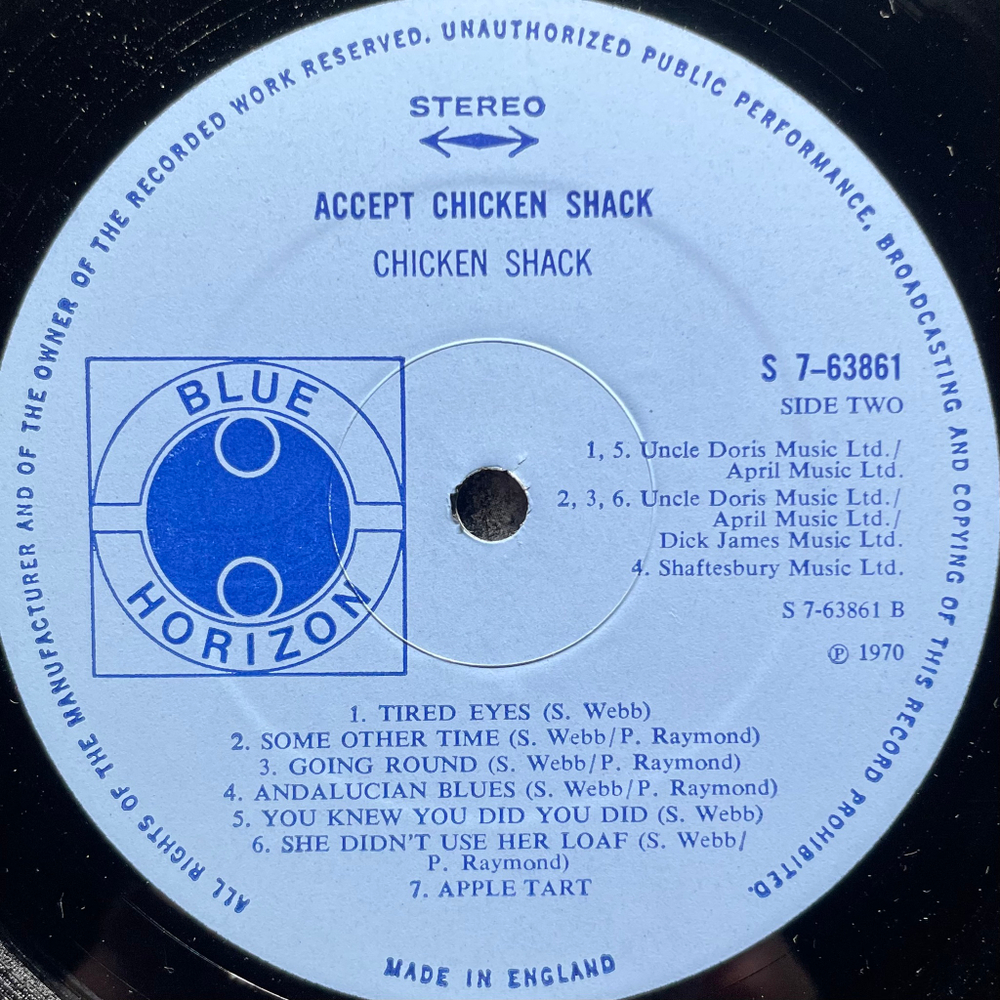 ALL RIGHTS OF THE MANUFACTURER AND OF THE OWNER OF THE RECORDED WORK RESERVED. UNAUTHORIZED PUBLIC PERFORMANCE, BROADCASTING AND COPYING OF THIS RECORD PROHIBITED.
STEREO
ACCEPT CHICKEN SHACK
CHICKEN SHACK
BLUE
HORIZON
S 7–63861
SIDE TWO
1, 5. Uncle Doris Music Ltd./
April Music Ltd.
2, 3, 6. Uncle Doris Music Ltd./
April Music Ltd./
Dick James Music Ltd.
4. Shaftesbury Music Ltd.
S 7-63861 B
Ⓟ 1970
1. TIRED EYES (S. Webb)
2. SOME OTHER TIME (S. Webb/P. Raymond)
3. GOING ROUND (S. Webb/P. Raymond)
4. ANDALUCIAN BLUES (S. Webb/P. Raymond)
5. YOU KNEW YOU DID YOU DID (S. Webb)
6. SHE DIDN'T USE HER LOAF (S. Webb/
P. Raymond)
7. APPLE TART
MADE IN ENGLAND